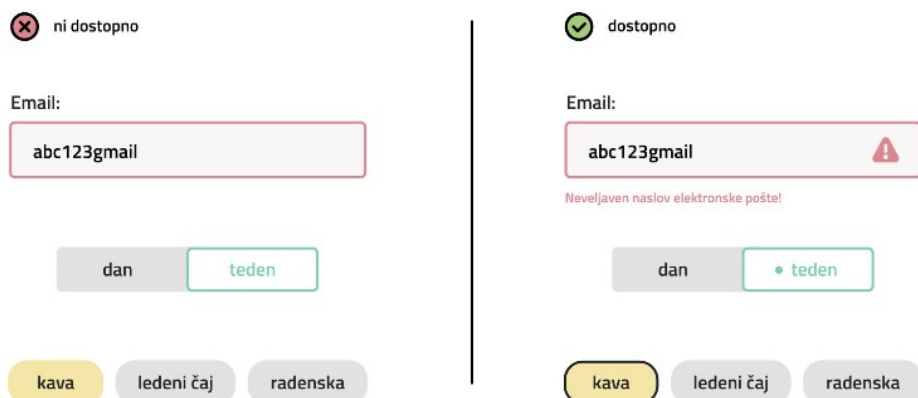 ni dostopno
Email:
abc123gmail
dan teden
kava ledeni čaj radenska
dostopno
Email:
abc123gmail
Neveljaven naslov elektronske pošte!
dan • teden
kava ledeni čaj radenska